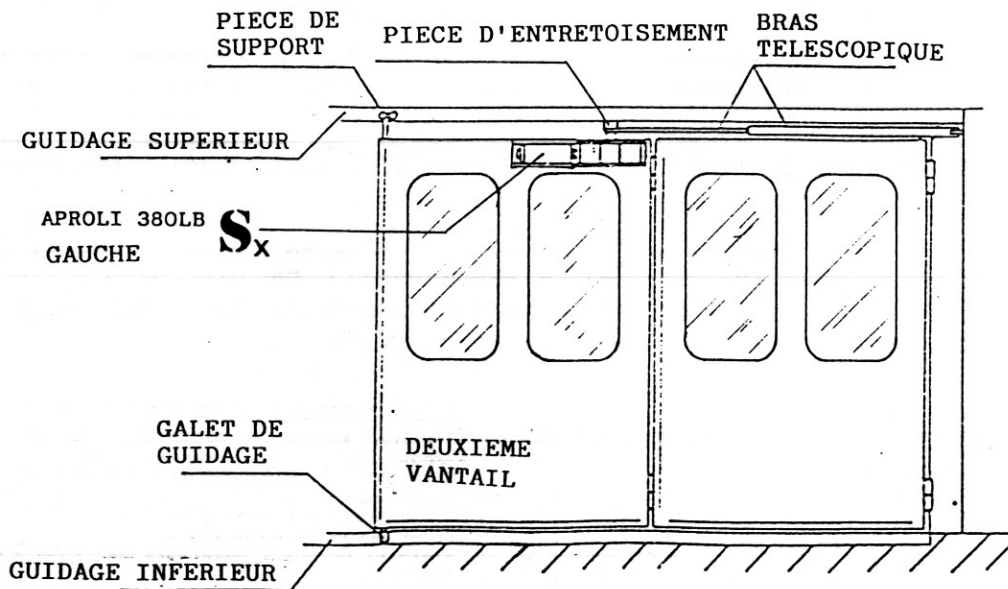 PIECE DE
SUPPORT
PIECE D'ENTRETOISEMENT
BRAS
TELESCOPIQUE
GUIDAGE SUPERIEUR
APROLI 380LB
GAUCHE
Sx
GALET DE
GUIDAGE
DEUXIEME
VANTAIL
GUIDAGE INFERIEUR